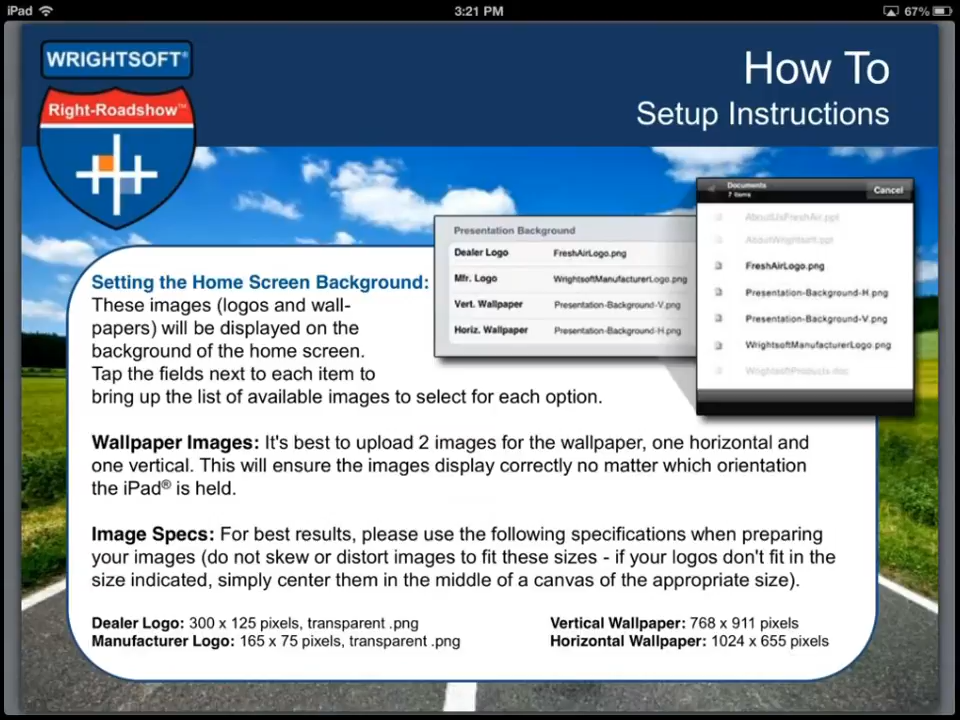 iPad
3:21 PM
67%
WRIGHTSOFT®
Right-Roadshow™
How To
Setup Instructions
Documents
7 items
Cancel
AboutUsFreshAir.ppt
AboutWrightsoft.ppt
FreshAirLogo.png
Presentation-Background-H.png
Presentation-Background-V.png
WrightsoftManufacturerLogo.png
WrightsoftProducts.doc
Presentation Background
Dealer Logo FreshAirLogo.png
Mfr. Logo WrightsoftManufacturerLogo.png
Vert. Wallpaper Presentation-Background-V.png
Horiz. Wallpaper Presentation-Background-H.png
Setting the Home Screen Background:
These images (logos and wall-
papers) will be displayed on the
background of the home screen.
Tap the fields next to each item to
bring up the list of available images to select for each option.
Wallpaper Images: It's best to upload 2 images for the wallpaper, one horizontal and
one vertical. This will ensure the images display correctly no matter which orientation
the iPad® is held.
Image Specs: For best results, please use the following specifications when preparing
your images (do not skew or distort images to fit these sizes - if your logos don't fit in the
size indicated, simply center them in the middle of a canvas of the appropriate size).
Dealer Logo: 300 x 125 pixels, transparent .png
Manufacturer Logo: 165 x 75 pixels, transparent .png
Vertical Wallpaper: 768 x 911 pixels
Horizontal Wallpaper: 1024 x 655 pixels